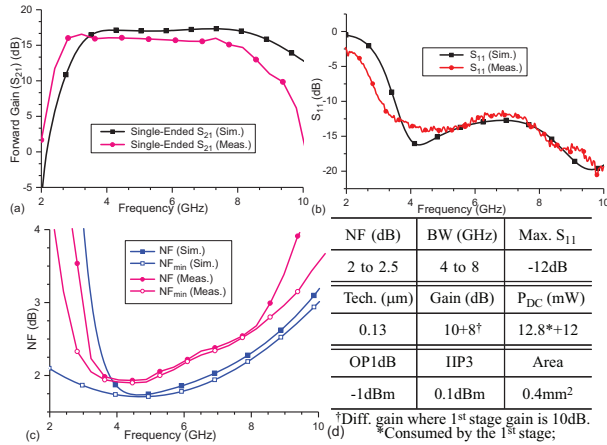 20
15
10
5
0
-5
Forward Gain (S21) (dB)
Single-Ended S21 (Sim.)
Single-Ended S21 (Meas.)
2 4 6 8 10
Frequency (GHz)
(a)
0
-5
-10
-15
-20
S11 (dB)
S11 (Sim.)
S11 (Meas.)
2 4 6 8 10
Frequency (GHz)
(b)
4
3
2
NF (dB)
NF (Sim.)
NFmin (Sim.)
NF (Meas.)
NFmin (Meas.)
2 4 6 8 10
Frequency (GHz)
(c)
NF (dB) BW (GHz) Max. S11
2 to 2.5 4 to 8 -12dB
Tech. (μm) Gain (dB) PDC (mW)
0.13 10+8† 12.8*+12
OP1dB IIP3 Area
-1dBm 0.1dBm 0.4mm2
(d) †Diff. gain where 1st stage gain is 10dB.
*Consumed by the 1st stage;